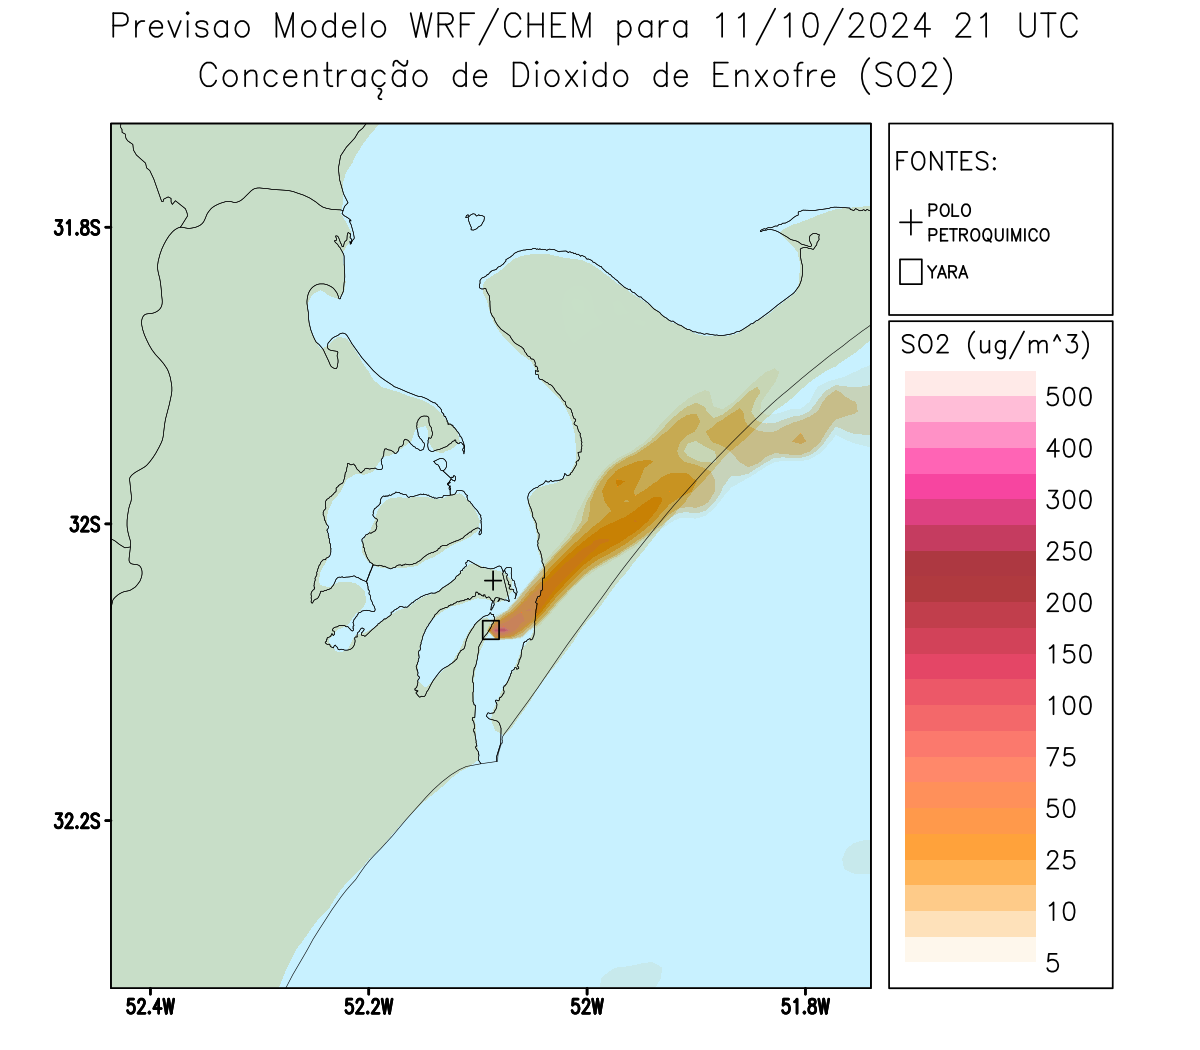 Previsao Modelo WRF/CHEM para 11/10/2024 21 UTC
Concentração de Dioxido de Enxofre (SO2)
FONTES:
POLO
PETROQUIMICO
YARA
31.8S
32S
32.2S
52.4W
52.2W
52W
51.8W
SO2 (ug/m^3)
500
400
300
250
200
150
100
75
50
25
10
5